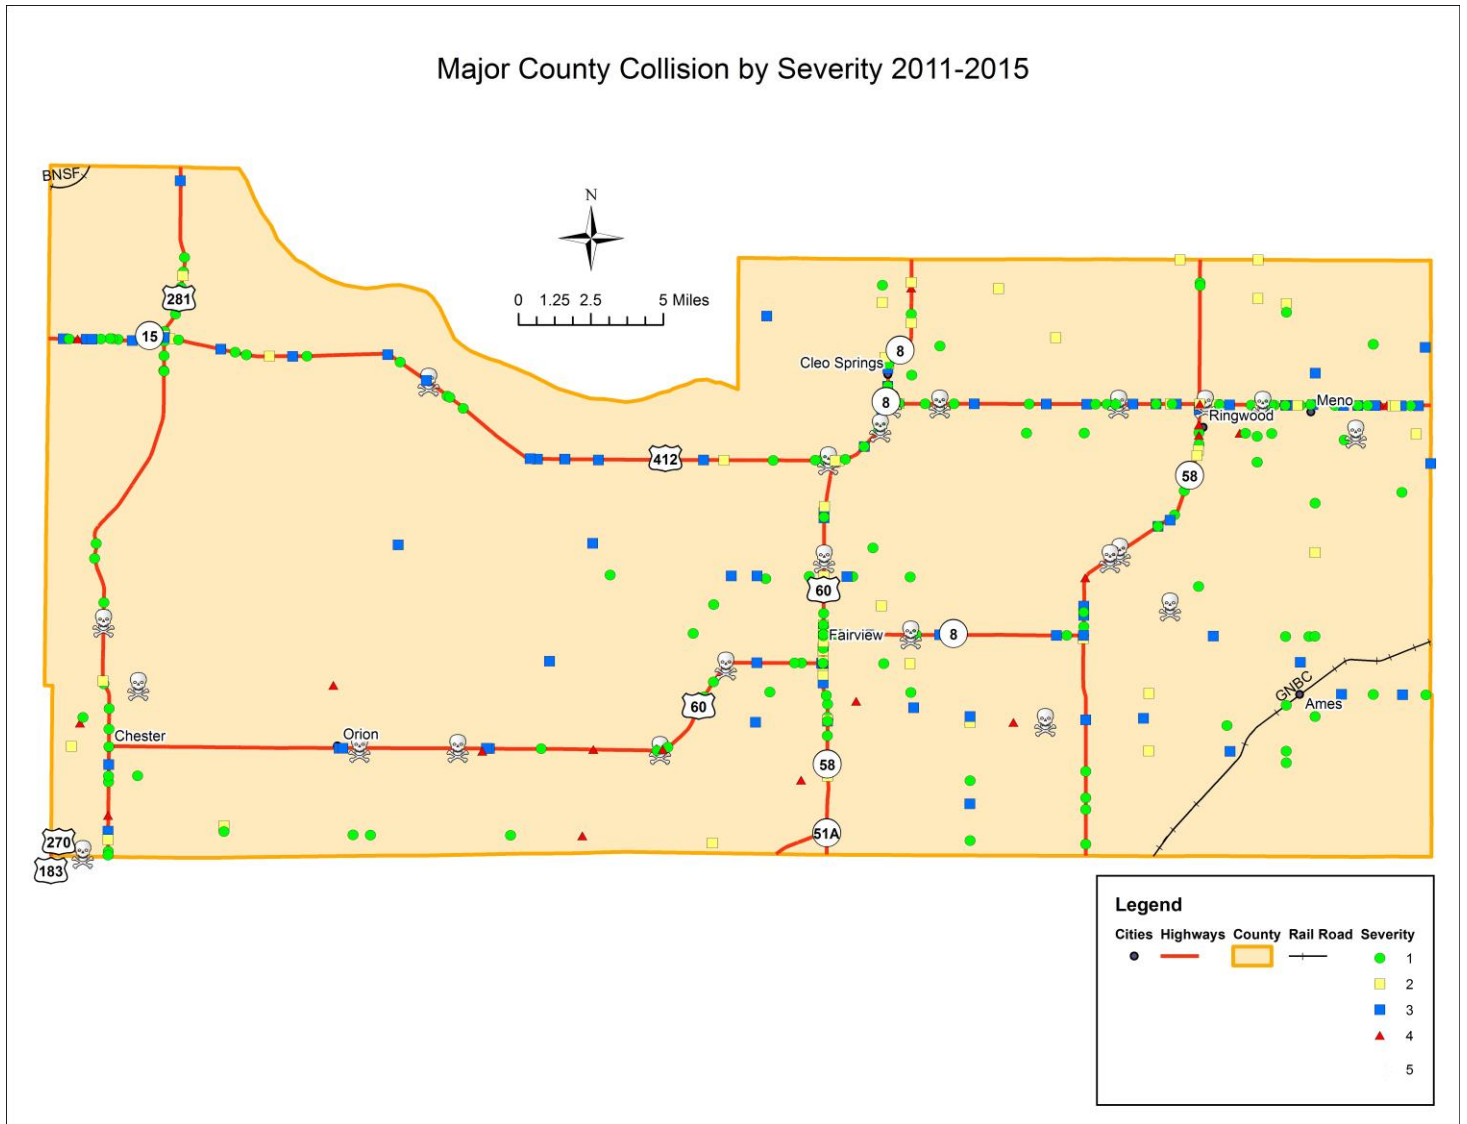 Major County Collision by Severity 2011-2015
BNSF
N
281
0 1.25 2.5 5 Miles
15
8
Cleo Springs
8
Meno
Ringwood
412
58
60
Fairview
8
60
GNBC
Ames
Chester
Orion
58
51A
270
183
Legend
Cities Highways County Rail Road Severity
1
2
3
4
5